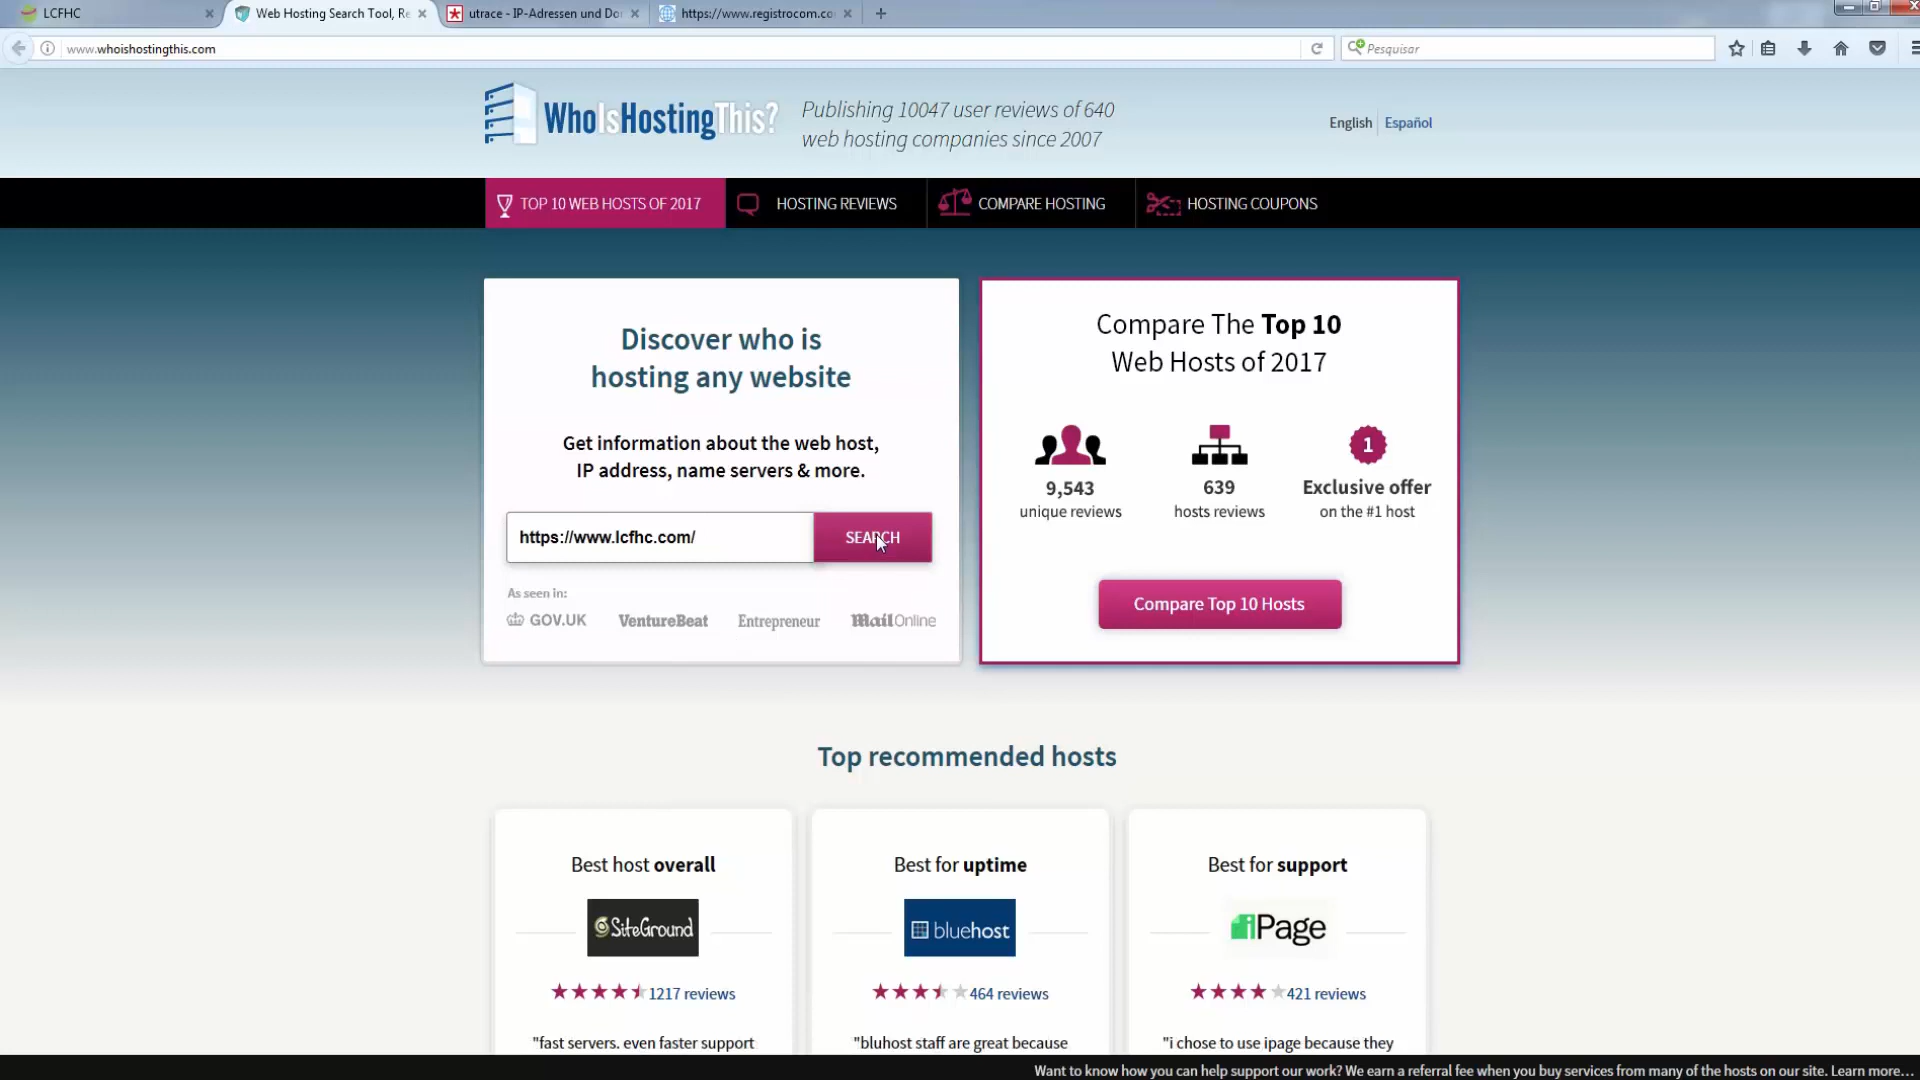 LCFHC
Web Hosting Search Tool, Re
utrace - IP-Adressen und Do
https://www.registrocom.co
www.whoishostingthis.com
Pesquisar
WhoIsHostingThis?
Publishing 10047 user reviews of 640
web hosting companies since 2007
English
Español
TOP 10 WEB HOSTS OF 2017
HOSTING REVIEWS
COMPARE HOSTING
HOSTING COUPONS
Discover who is
hosting any website
Get information about the web host,
IP address, name servers & more.
https://www.lcfhc.com/
SEARCH
As seen in:
GOV.UK
VentureBeat
Entrepreneur
MailOnline
Compare The Top 10
Web Hosts of 2017
9,543
unique reviews
639
hosts reviews
1
Exclusive offer
on the #1 host
Compare Top 10 Hosts
Top recommended hosts
Best host overall
SiteGround
1217 reviews
"fast servers. even faster support
Best for uptime
bluehost
464 reviews
"bluhost staff are great because
Best for support
iPage
421 reviews
"i chose to use ipage because they
Want to know how you can help support our work? We earn a referral fee when you buy services from many of the hosts on our site. Learn more...